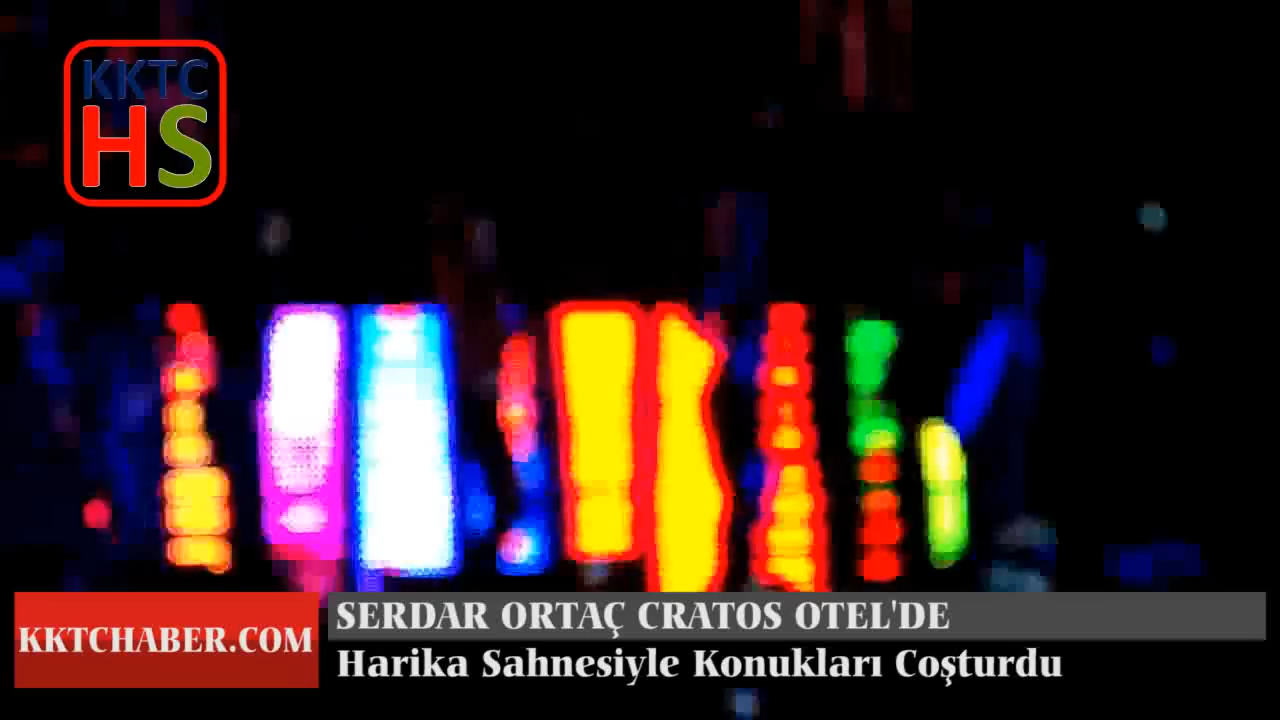 KKTC
HS
KKTCHABER.COM
SERDAR ORTAÇ CRATOS OTEL'DE
Harika Sahnesiyle Konukları Coşturdu